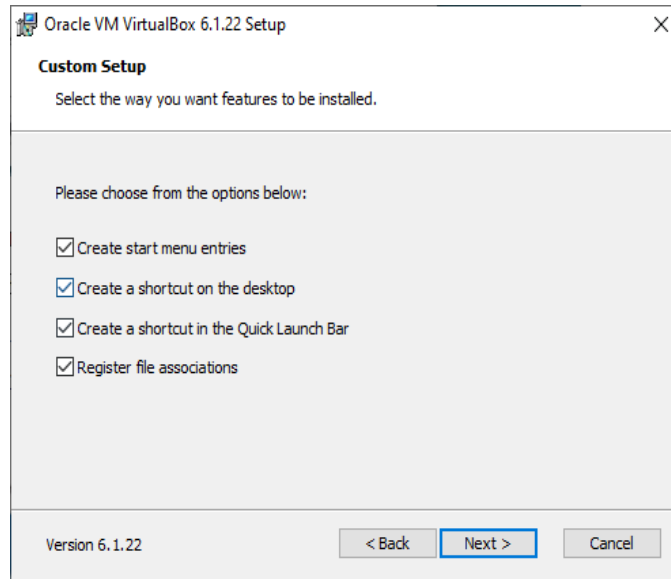 Oracle VM VirtualBox 6.1.22 Setup
Custom Setup
Select the way you want features to be installed.
Please choose from the options below:
Create start menu entries
Create a shortcut on the desktop
Create a shortcut in the Quick Launch Bar
Register file associations
Version 6.1.22
< Back
Next >
Cancel